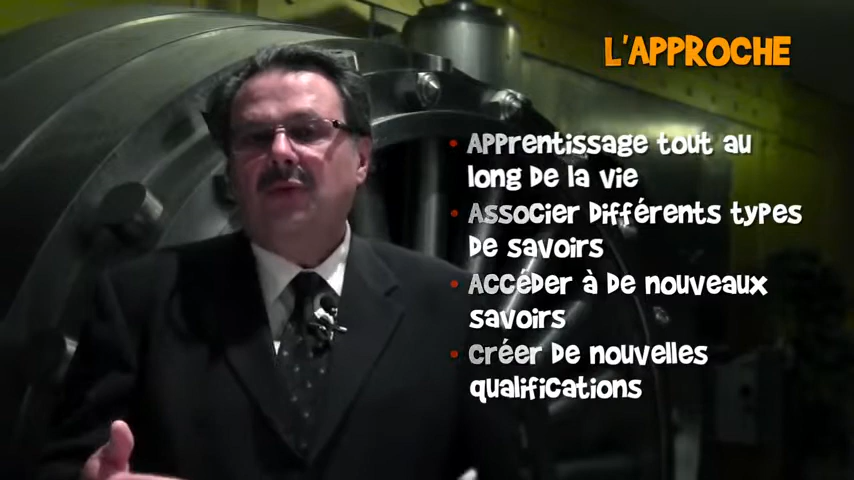 L'APPROCHE
• Apprentissage tout au
long de la vie
• Associer différents types
de savoirs
• Accéder à de nouveaux
savoirs
• Créer de nouvelles
qualifications